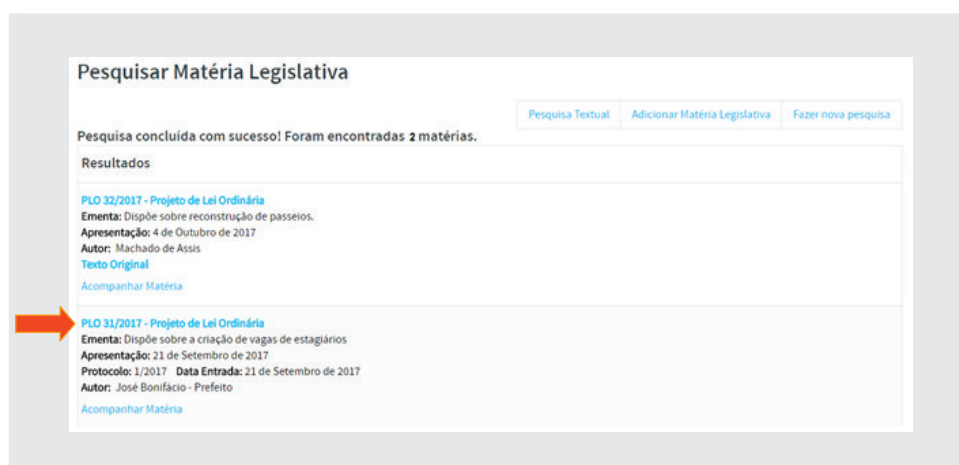 Pesquisar Matéria Legislativa
Pesquisa Textual Adicionar Matéria Legislativa Fazer nova pesquisa
Pesquisa concluída com sucesso! Foram encontradas 2 matérias.
Resultados
PLO 32/2017 - Projeto de Lei Ordinária
Ementa: Dispõe sobre reconstrução de passeios.
Apresentação: 4 de Outubro de 2017
Autor: Machado de Assis
Texto Original
Acompanhar Matéria
PLO 31/2017 - Projeto de Lei Ordinária
Ementa: Dispõe sobre a criação de vagas de estagiários
Apresentação: 21 de Setembro de 2017
Protocolo: 1/2017 Data Entrada: 21 de Setembro de 2017
Autor: José Bonifácio - Prefeito
Acompanhar Matéria